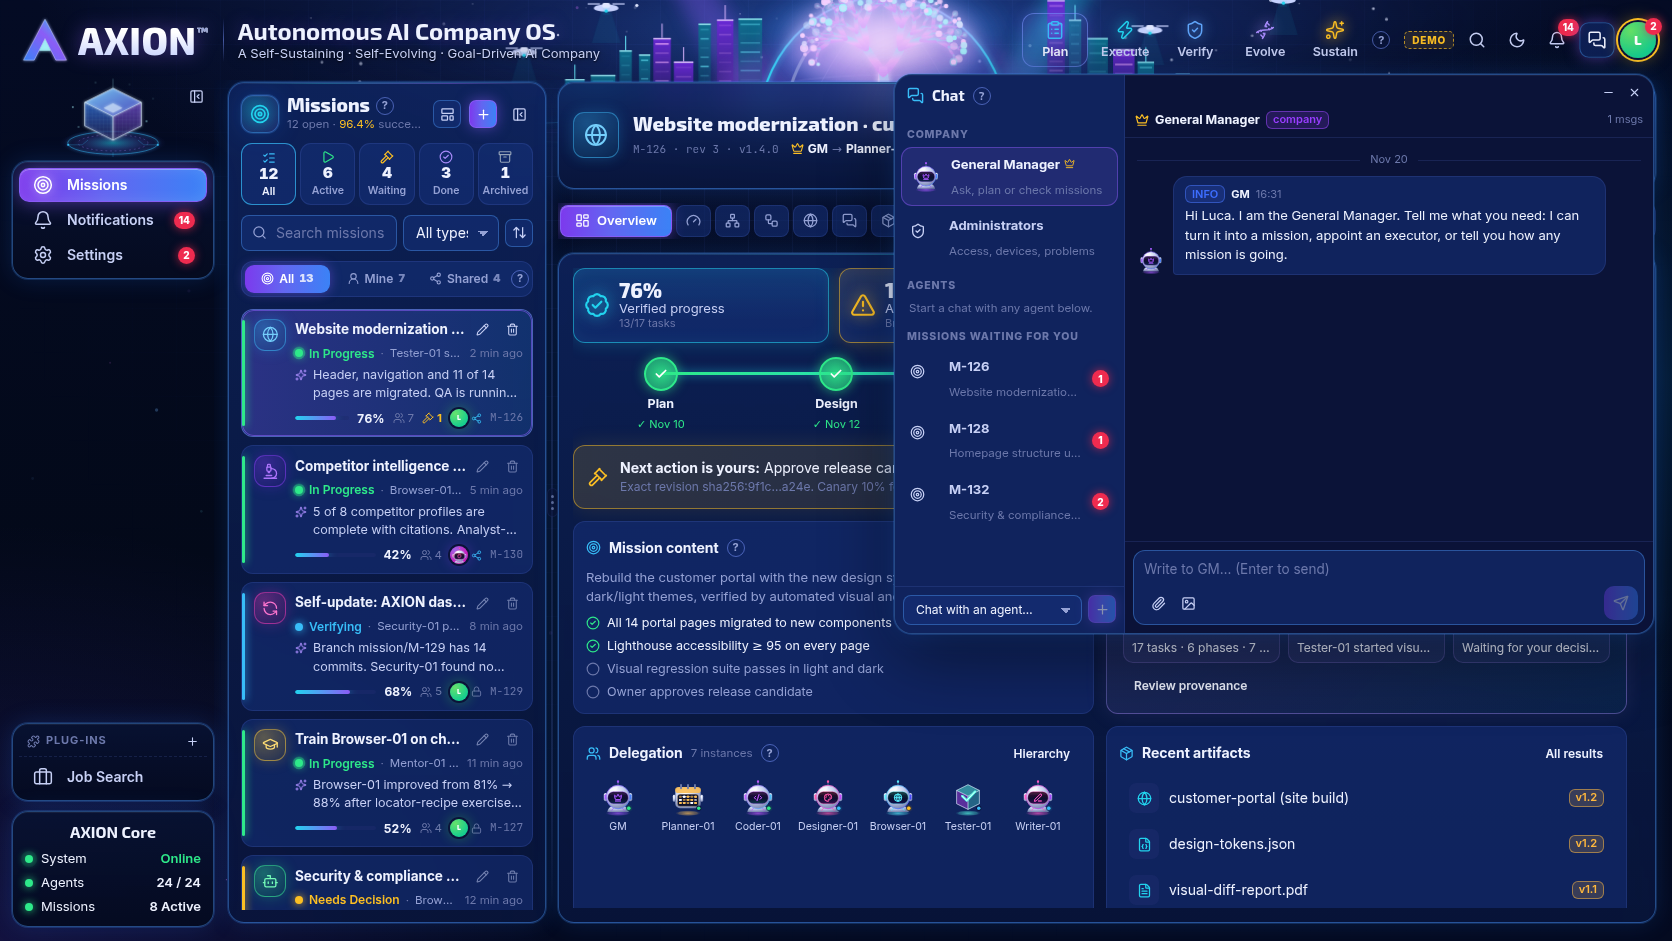 AXION™
Autonomous AI Company OS
A Self-Sustaining · Self-Evolving · Goal-Driven AI Company
Plan
Execute
Verify
Evolve
Sustain
?
DEMO
14
L
2
Missions
Notifications
14
Settings
2
PLUG-INS
+
Job Search
AXION Core
System
Online
Agents
24 / 24
Missions
8 Active
Missions ?
12 open · 96.4% succe...
12
All
6
Active
4
Waiting
3
Done
1
Archived
Search missions
All types
All 13
Mine 7
Shared 4
?
Website modernization ...
In Progress · Tester-01 s... 2 min ago
Header, navigation and 11 of 14
pages are migrated. QA is runnin...
76% 7 1 L M-126
Competitor intelligence ...
In Progress · Browser-01... 5 min ago
5 of 8 competitor profiles are
complete with citations. Analyst-...
42% 4 M-130
Self-update: AXION das...
Verifying · Security-01 p... 8 min ago
Branch mission/M-129 has 14
commits. Security-01 found no...
68% 5 L M-129
Train Browser-01 on ch...
In Progress · Mentor-01 ... 11 min ago
Browser-01 improved from 81% →
88% after locator-recipe exercise...
52% 4 L M-127
Security & compliance ...
Needs Decision · Brow... 12 min ago
Website modernization · cu
M-126 · rev 3 · v1.4.0 GM → Planner-
Overview
76%
Verified progress
13/17 tasks
Plan
✓ Nov 10
Design
✓ Nov 12
Next action is yours: Approve release can
Exact revision sha256:9f1c...a24e. Canary 10% f
Mission content ?
Rebuild the customer portal with the new design s
dark/light themes, verified by automated visual an
All 14 portal pages migrated to new components
Lighthouse accessibility ≥ 95 on every page
Visual regression suite passes in light and dark
Owner approves release candidate
Delegation 7 instances ?
Hierarchy
GM
Planner-01
Coder-01
Designer-01
Browser-01
Tester-01
Writer-01
17 tasks · 6 phases · 7 ...
Tester-01 started visu...
Waiting for your decisi...
Review provenance
Recent artifacts
All results
customer-portal (site build)
v1.2
design-tokens.json
v1.2
visual-diff-report.pdf
v1.1
Chat ?
COMPANY
General Manager
Ask, plan or check missions
Administrators
Access, devices, problems
AGENTS
Start a chat with any agent below.
MISSIONS WAITING FOR YOU
M-126
Website modernizatio...
1
M-128
Homepage structure u...
1
M-132
Security & compliance...
2
Chat with an agent...
+
General Manager company
1 msgs
Nov 20
INFO GM 16:31
Hi Luca. I am the General Manager. Tell me what you need: I can
turn it into a mission, appoint an executor, or tell you how any
mission is going.
Write to GM... (Enter to send)